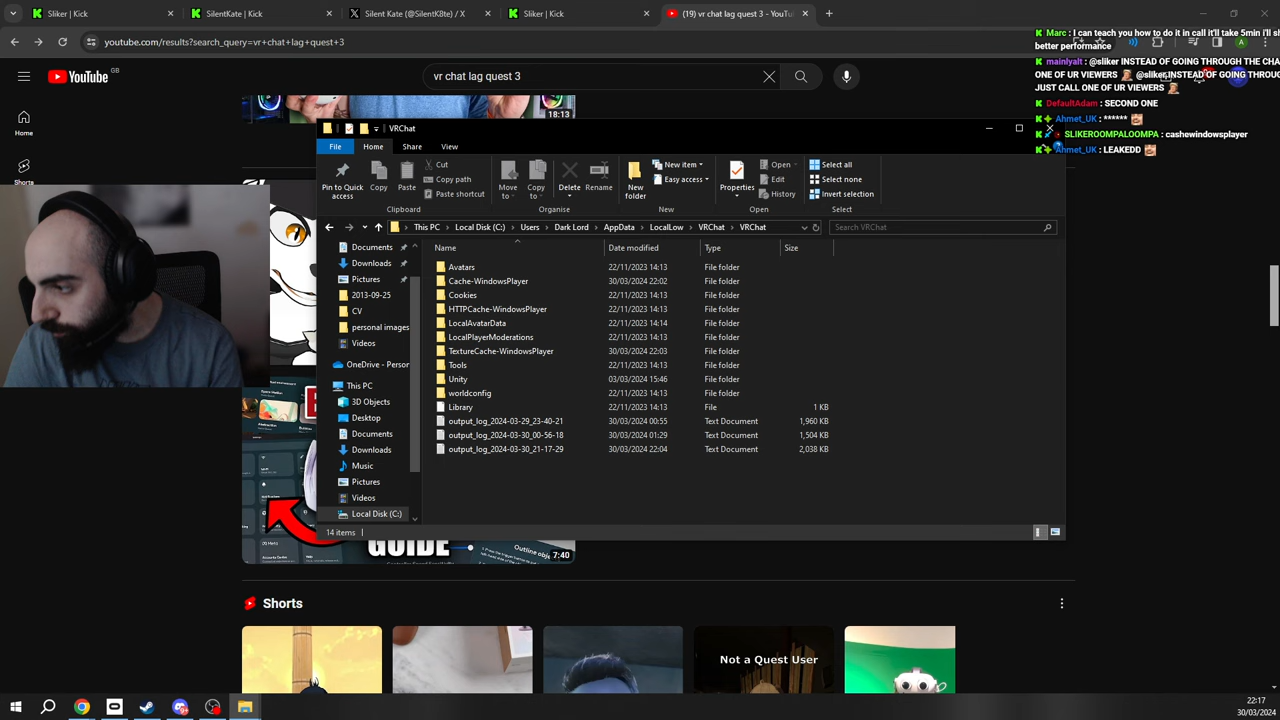 Sliker | Kick
SilentKate | Kick
Silent Kate (@SilentK8te) / X
Sliker | Kick
(19) vr chat lag quest 3 - YouTu
youtube.com/results?search_query=vr+chat+lag+quest+3
A
YouTube GB
vr chat lag quest 3
Home
Shorts
18:13
Marc : I can teach you how to do it in call it'll take 5min i'll s
better performance
mainlyalt : @sliker INSTEAD OF GOING THROUGH THE CHA
ONE OF UR VIEWERS @sliker INSTEAD OF GOING THROUG
JUST CALL ONE OF UR VIEWERS
DefaultAdam : SECOND ONE
Ahmet_UK : ******
SLIKEROOMPALOOMPA : cashewindowsplayer
Ahmet_UK : LEAKEDD
VRChat
File Home Share View
Pin to Quick access
Copy
Paste
Cut
Copy path
Paste shortcut
Clipboard
Move to
Copy to
Delete
Rename
Organise
New folder
New item
Easy access
New
Properties
Open
Edit
History
Open
Select all
Select none
Invert selection
Select
This PC Local Disk (C:) Users Dark Lord AppData LocalLow VRChat VRChat
Search VRChat
Documents
Downloads
Pictures
2013-09-25
CV
personal images
Videos
OneDrive - Person
This PC
3D Objects
Desktop
Documents
Downloads
Music
Pictures
Videos
Local Disk (C:)
Name Date modified Type Size
Avatars 22/11/2023 14:13 File folder
Cache-WindowsPlayer 30/03/2024 22:02 File folder
Cookies 22/11/2023 14:13 File folder
HTTPCache-WindowsPlayer 22/11/2023 14:13 File folder
LocalAvatarData 22/11/2023 14:14 File folder
LocalPlayerModerations 22/11/2023 14:13 File folder
TextureCache-WindowsPlayer 30/03/2024 22:03 File folder
Tools 22/11/2023 14:13 File folder
Unity 03/03/2024 15:46 File folder
worldconfig 22/11/2023 14:13 File folder
Library 22/11/2023 14:13 File 1 KB
output_log_2024-03-29_23-40-21 30/03/2024 00:55 Text Document 1,960 KB
output_log_2024-03-30_00-56-18 30/03/2024 01:29 Text Document 1,504 KB
output_log_2024-03-30_21-17-29 30/03/2024 22:04 Text Document 2,038 KB
14 items
GUIDE
7:40
Shorts
Not a Quest User
22:17
30/03/2024